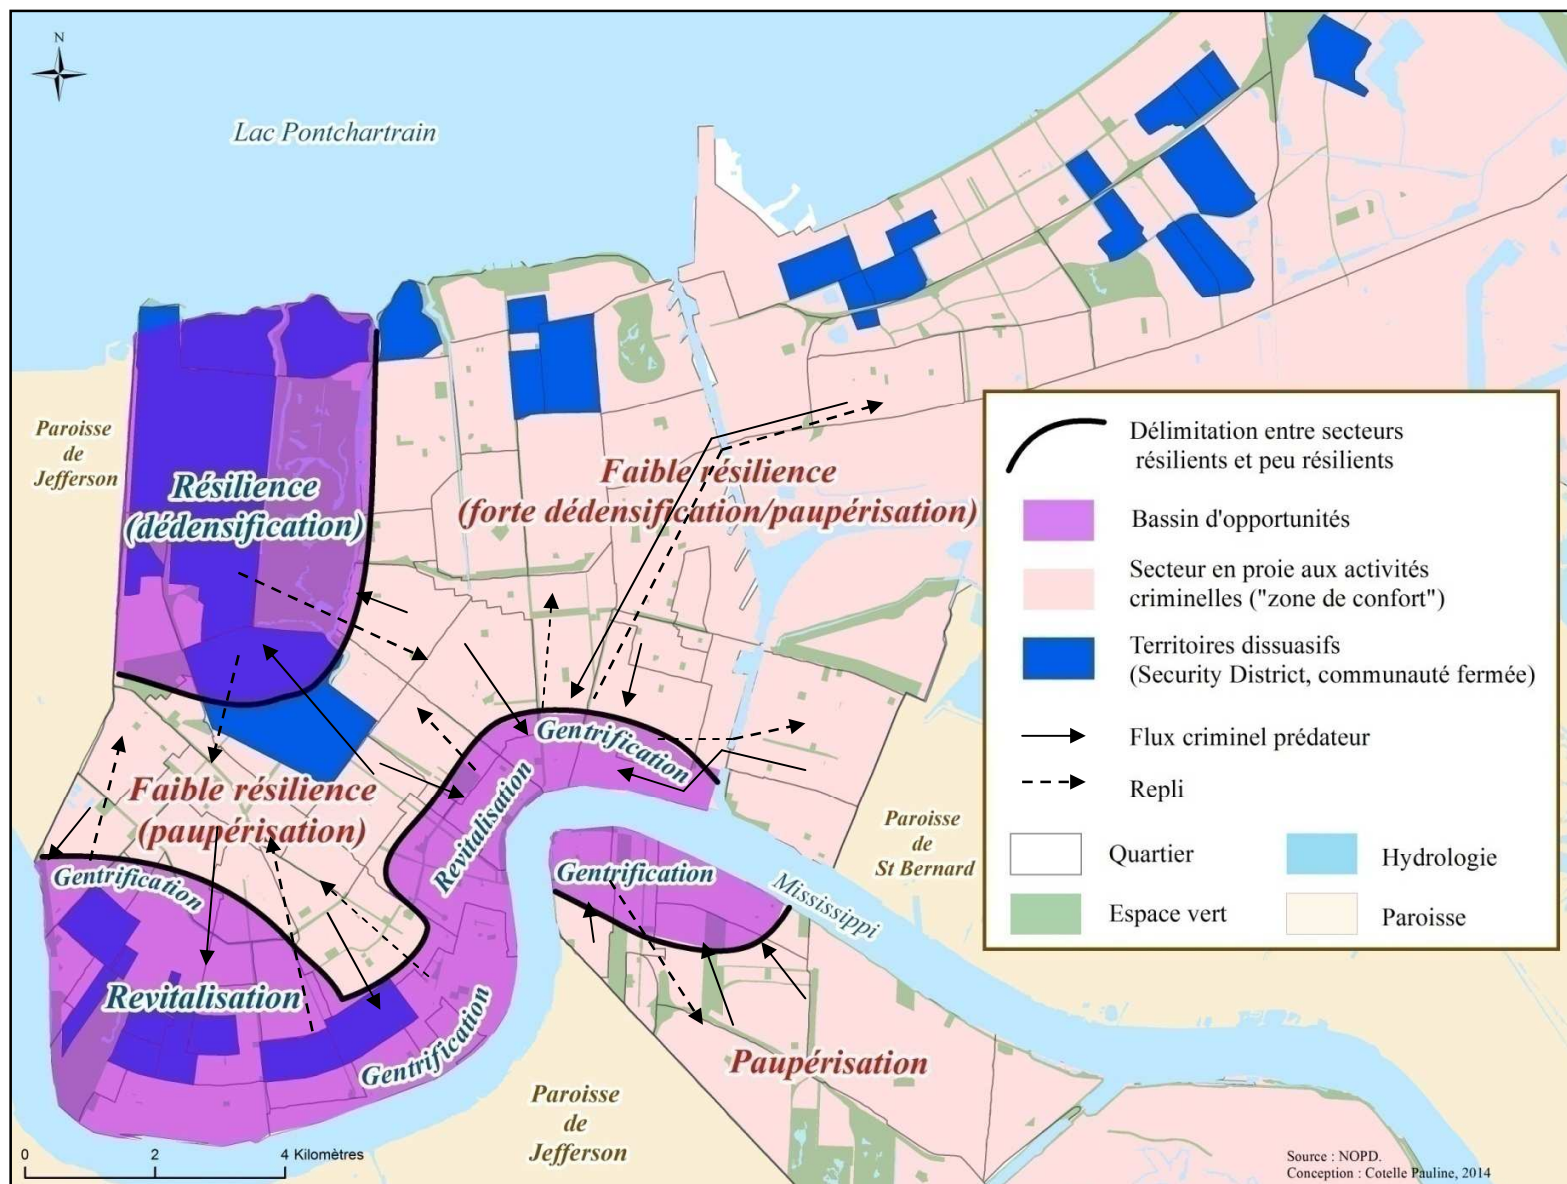 N
Lac Pontchartrain
Paroisse
de
Jefferson
Résilience
(dédensification)
Faible résilience
(forte dédensification/paupérisation)
Gentrification
Revitalisation
Faible résilience
(paupérisation)
Gentrification
Revitalisation
Gentrification
Gentrification
Mississippi
Paroisse
de
St Bernard
Paupérisation
Paroisse
de
Jefferson
Délimitation entre secteurs
résilients et peu résilients
Bassin d'opportunités
Secteur en proie aux activités
criminelles ("zone de confort")
Territoires dissuasifs
(Security District, communauté fermée)
Flux criminel prédateur
Repli
Quartier
Hydrologie
Espace vert
Paroisse
0 2 4 Kilomètres
Source : NOPD.
Conception : Cotelle Pauline, 2014